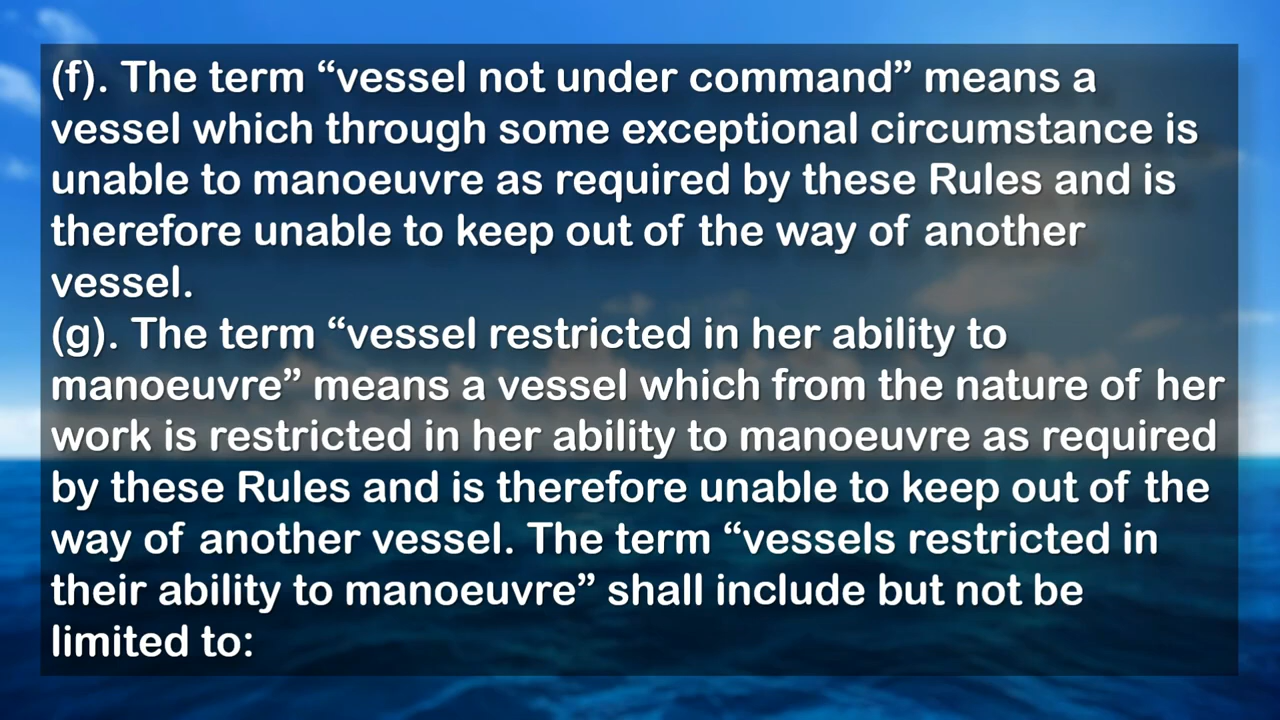 (f). The term “vessel not under command” means a
vessel which through some exceptional circumstance is
unable to manoeuvre as required by these Rules and is
therefore unable to keep out of the way of another
vessel.
(g). The term “vessel restricted in her ability to
manoeuvre” means a vessel which from the nature of her
work is restricted in her ability to manoeuvre as required
by these Rules and is therefore unable to keep out of the
way of another vessel. The term “vessels restricted in
their ability to manoeuvre” shall include but not be
limited to: